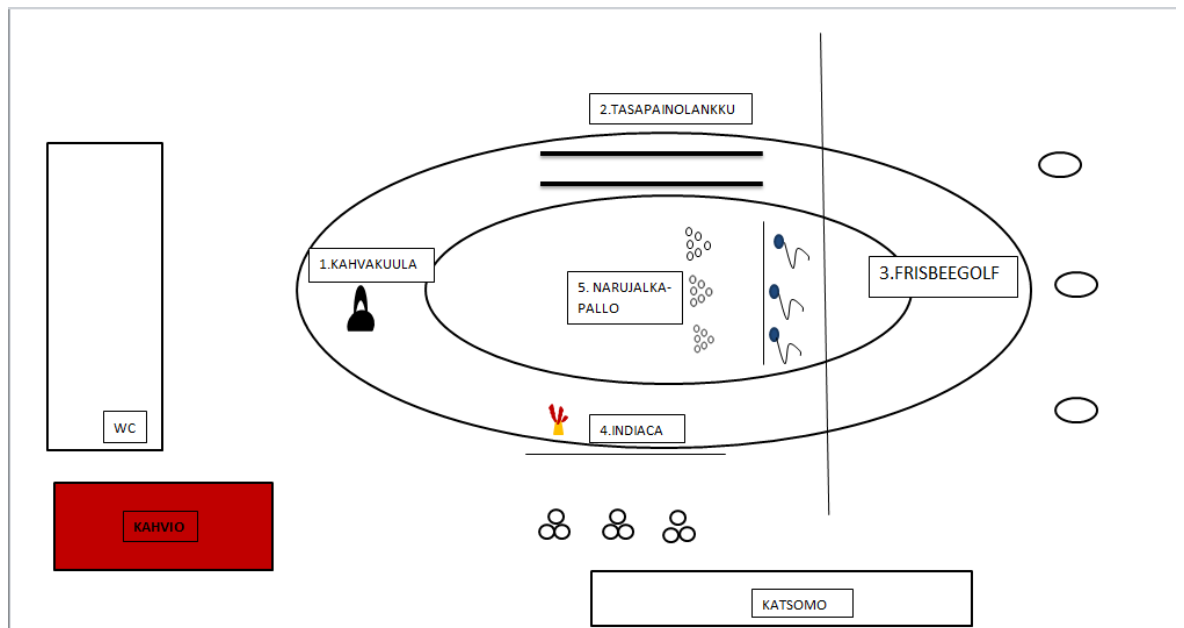 2.TASAPAINOLANKKU
1.KAHVAKUULA
3.FRISBEEGOLF
5. NARUJALKA-
PALLO
4.INDIACA
WC
KAHVIO
KATSOMO